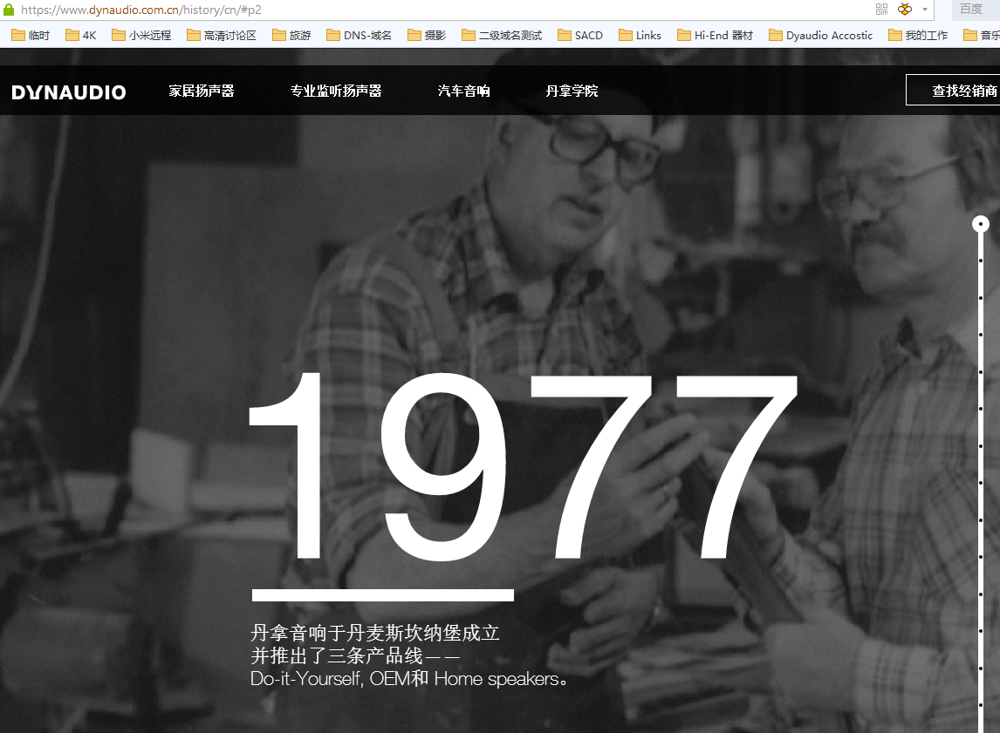 https://www.dynaudio.com.cn/history/cn/#p2
百度
临时 4K 小米远程 高清讨论区 旅游 DNS-域名 摄影 二级域名测试 SACD Links Hi-End 器材 Dyaudio Accostic 我的工作 音乐
DYNAUDIO 家居扬声器 专业监听扬声器 汽车音响 丹拿学院 查找经销商
1977
丹拿音响于丹麦斯坎纳堡成立
并推出了三条产品线——
Do-it-Yourself, OEM和 Home speakers。